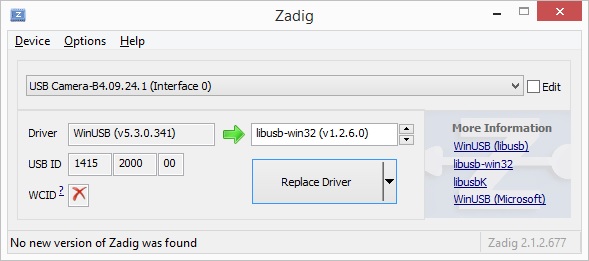 Zadig
Device Options Help
USB Camera-B4.09.24.1 (Interface 0)
Edit
Driver WinUSB (v5.3.0.341) libusb-win32 (v1.2.6.0)
USB ID 1415 2000 00
WCID ?
Replace Driver
More Information
WinUSB (libusb)
libusb-win32
libusbK
WinUSB (Microsoft)
No new version of Zadig was found
Zadig 2.1.2.677